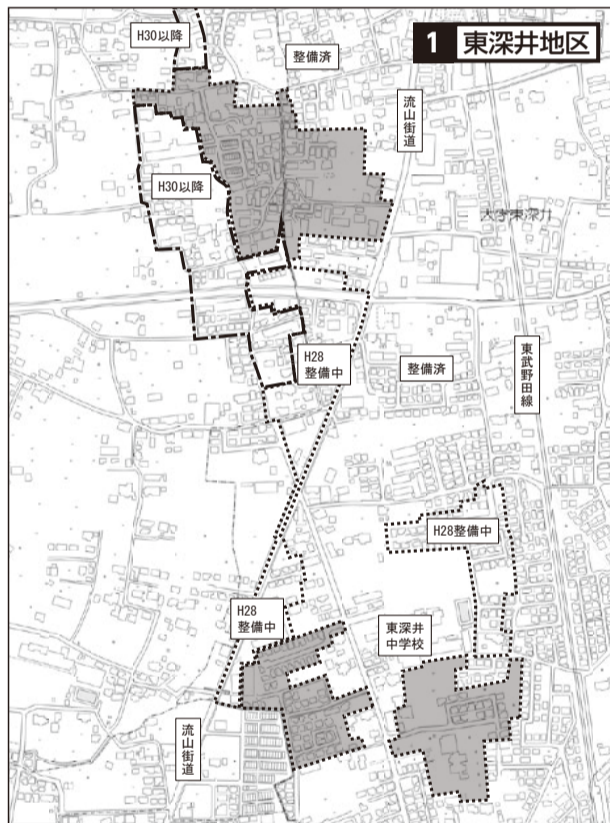 1 東深井地区
H30以降
整備済
流山街道
H30以降
大字東深井
H28
整備中
整備済
東武野田線
H28整備中
H28
整備中
東深井
中学校
流山街道